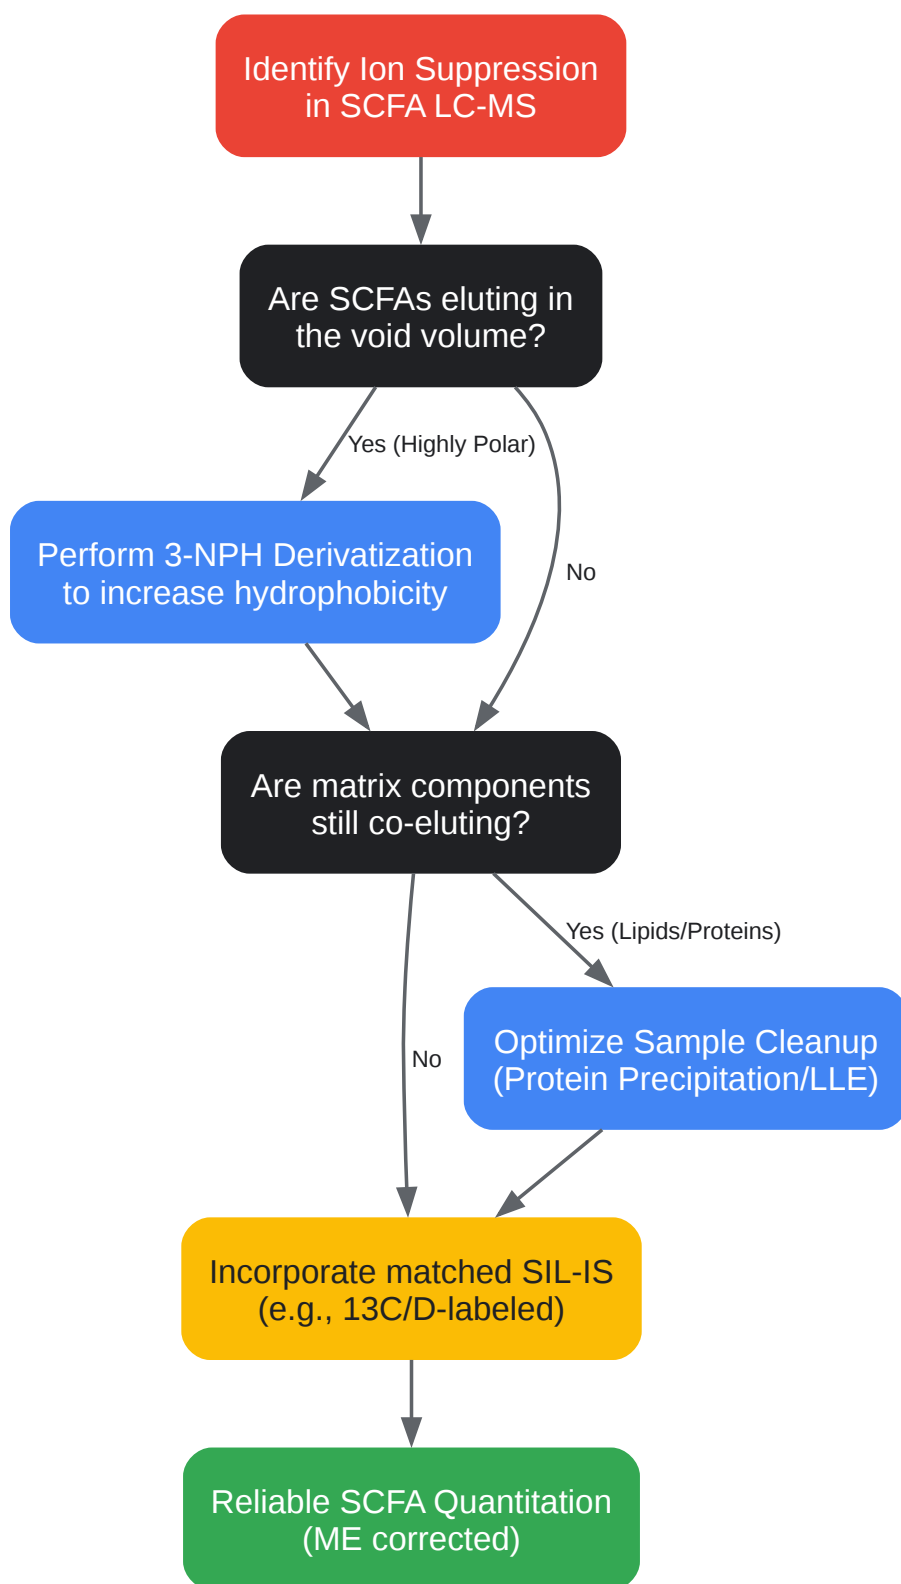 Identify Ion Suppression
in SCFA LC-MS
Are SCFAs eluting in
the void volume?
Yes (Highly Polar)
Perform 3-NPH Derivatization
to increase hydrophobicity
No
Are matrix components
still co-eluting?
Yes (Lipids/Proteins)
Optimize Sample Cleanup
(Protein Precipitation/LLE)
No
Incorporate matched SIL-IS
(e.g., 13C/D-labeled)
Reliable SCFA Quantitation
(ME corrected)